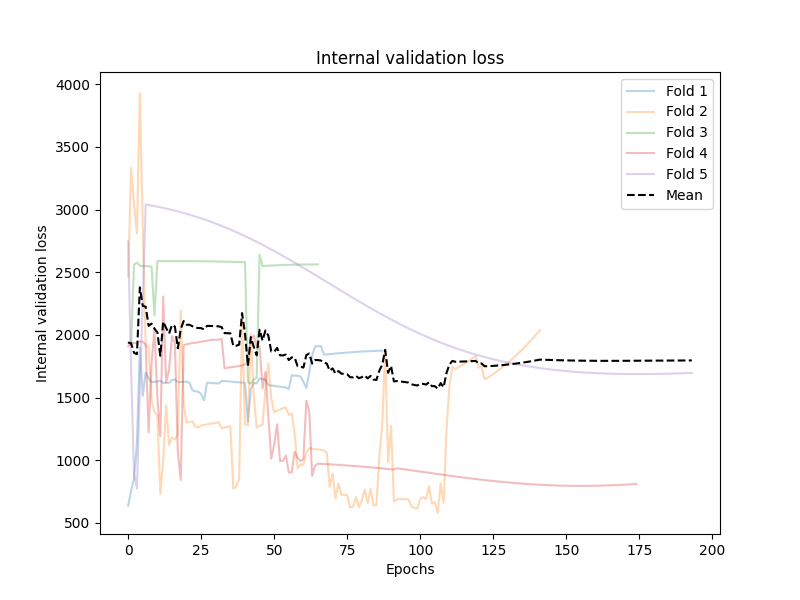 Internal validation loss
4000
3500
3000
2500
2000
1500
1000
500
Internal validation loss
0
25
50
75
100
125
150
175
200
Epochs
Fold 1
Fold 2
Fold 3
Fold 4
Fold 5
Mean